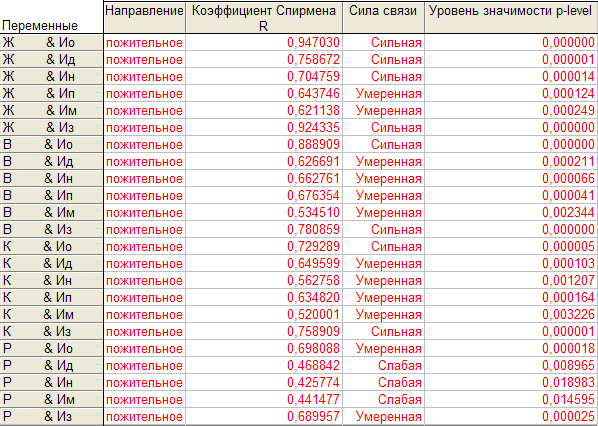 Переменные Направление Коэффициент Спирмена R Сила связи Уровень значимости p-level
Ж & Ио пожительное 0,947030 Сильная 0,000000
Ж & Ид пожительное 0,758672 Сильная 0,000001
Ж & Ин пожительное 0,704759 Сильная 0,000014
Ж & Ип пожительное 0,643746 Умеренная 0,000124
Ж & Им пожительное 0,621138 Умеренная 0,000249
Ж & Из пожительное 0,924335 Сильная 0,000000
В & Ио пожительное 0,888909 Сильная 0,000000
В & Ид пожительное 0,626691 Умеренная 0,000211
В & Ин пожительное 0,662761 Умеренная 0,000066
В & Ип пожительное 0,676354 Умеренная 0,000041
В & Им пожительное 0,534510 Умеренная 0,002344
В & Из пожительное 0,780859 Сильная 0,000000
К & Ио пожительное 0,729289 Сильная 0,000005
К & Ид пожительное 0,649599 Умеренная 0,000103
К & Ин пожительное 0,562758 Умеренная 0,001207
К & Ип пожительное 0,634820 Умеренная 0,000164
К & Им пожительное 0,520001 Умеренная 0,003226
К & Из пожительное 0,758909 Сильная 0,000001
Р & Ио пожительное 0,698088 Умеренная 0,000018
Р & Ид пожительное 0,468842 Слабая 0,008965
Р & Ин пожительное 0,425774 Слабая 0,018983
Р & Им пожительное 0,441477 Слабая 0,014595
Р & Из пожительное 0,689957 Умеренная 0,000025